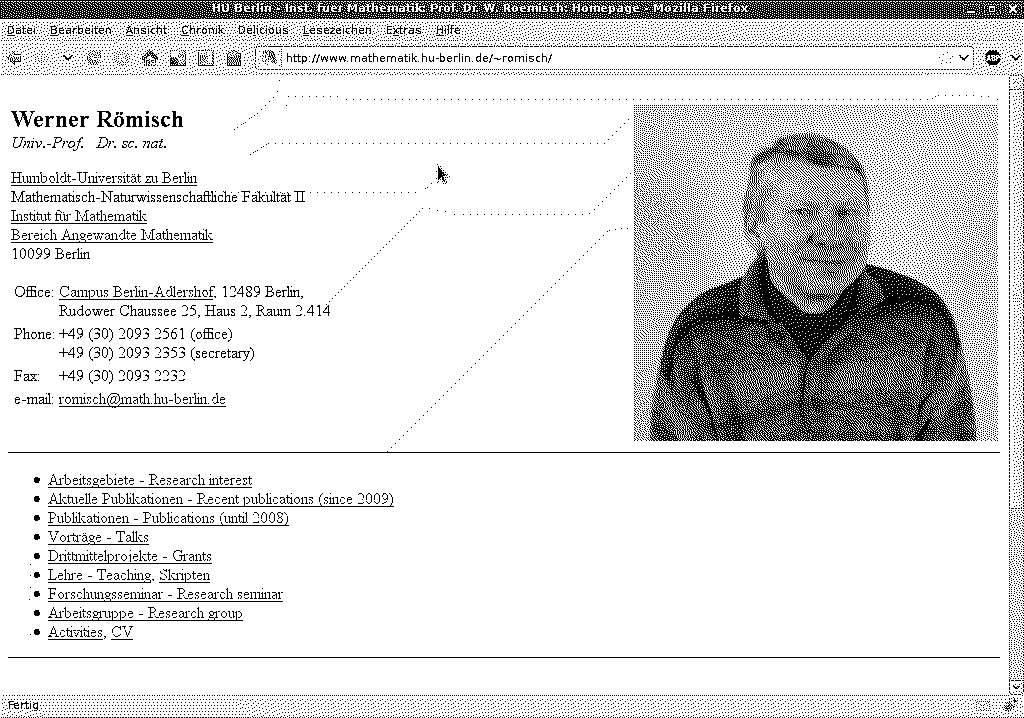 HU Berlin - Inst. fuer Mathematik: Prof. Dr. W. Roemisch: Homepage - Mozilla Firefox
Datei Bearbeiten Ansicht Chronik Delicious Lesezeichen Extras Hilfe
http://www.mathematik.hu-berlin.de/~romisch/
ABP
Werner Römisch
Univ.-Prof. Dr. sc. nat.
Humboldt-Universität zu Berlin
Mathematisch-Naturwissenschaftliche Fakultät II
Institut für Mathematik
Bereich Angewandte Mathematik
10099 Berlin
Office: Campus Berlin-Adlershof, 12489 Berlin,
Rudower Chaussee 25, Haus 2, Raum 2.414
Phone: +49 (30) 2093 2561 (office)
+49 (30) 2093 2353 (secretary)
Fax: +49 (30) 2093 2232
e-mail: romisch@math.hu-berlin.de
Arbeitsgebiete - Research interest
Aktuelle Publikationen - Recent publications (since 2009)
Publikationen - Publications (until 2008)
Vorträge - Talks
Drittmittelprojekte - Grants
Lehre - Teaching, Skripten
Forschungsseminar - Research seminar
Arbeitsgruppe - Research group
Activities, CV
Fertig